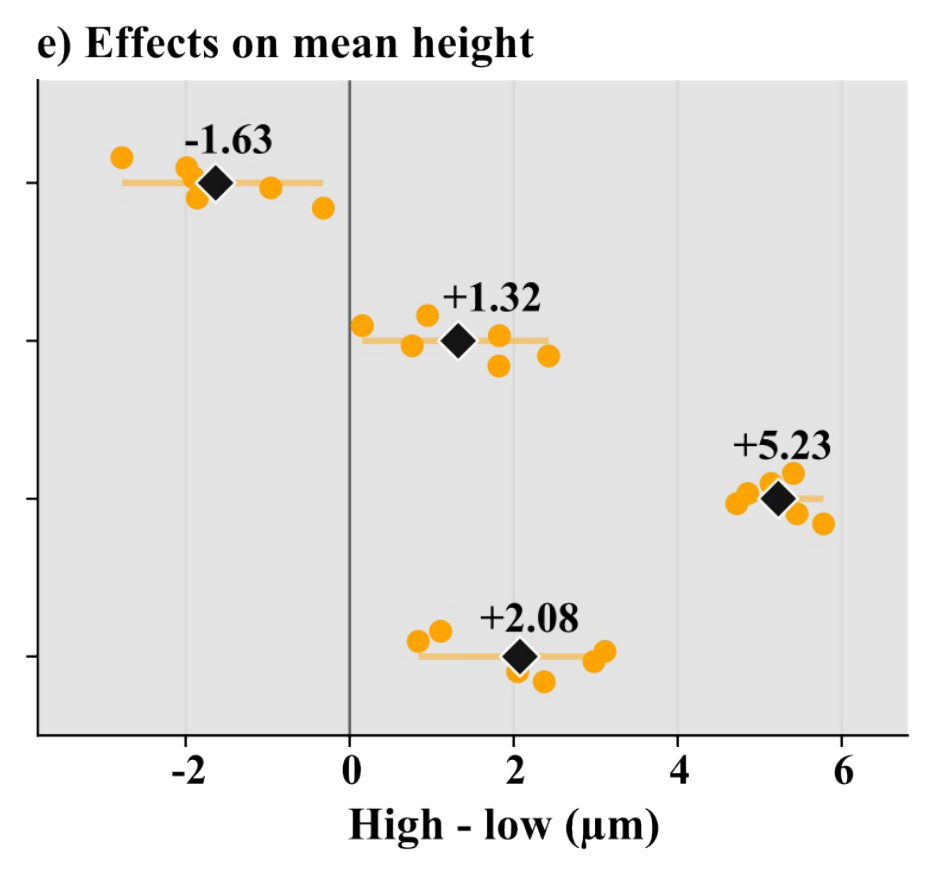 e) Effects on mean height
-1.63
+1.32
+5.23
+2.08
-2 0 2 4 6
High - low (μm)